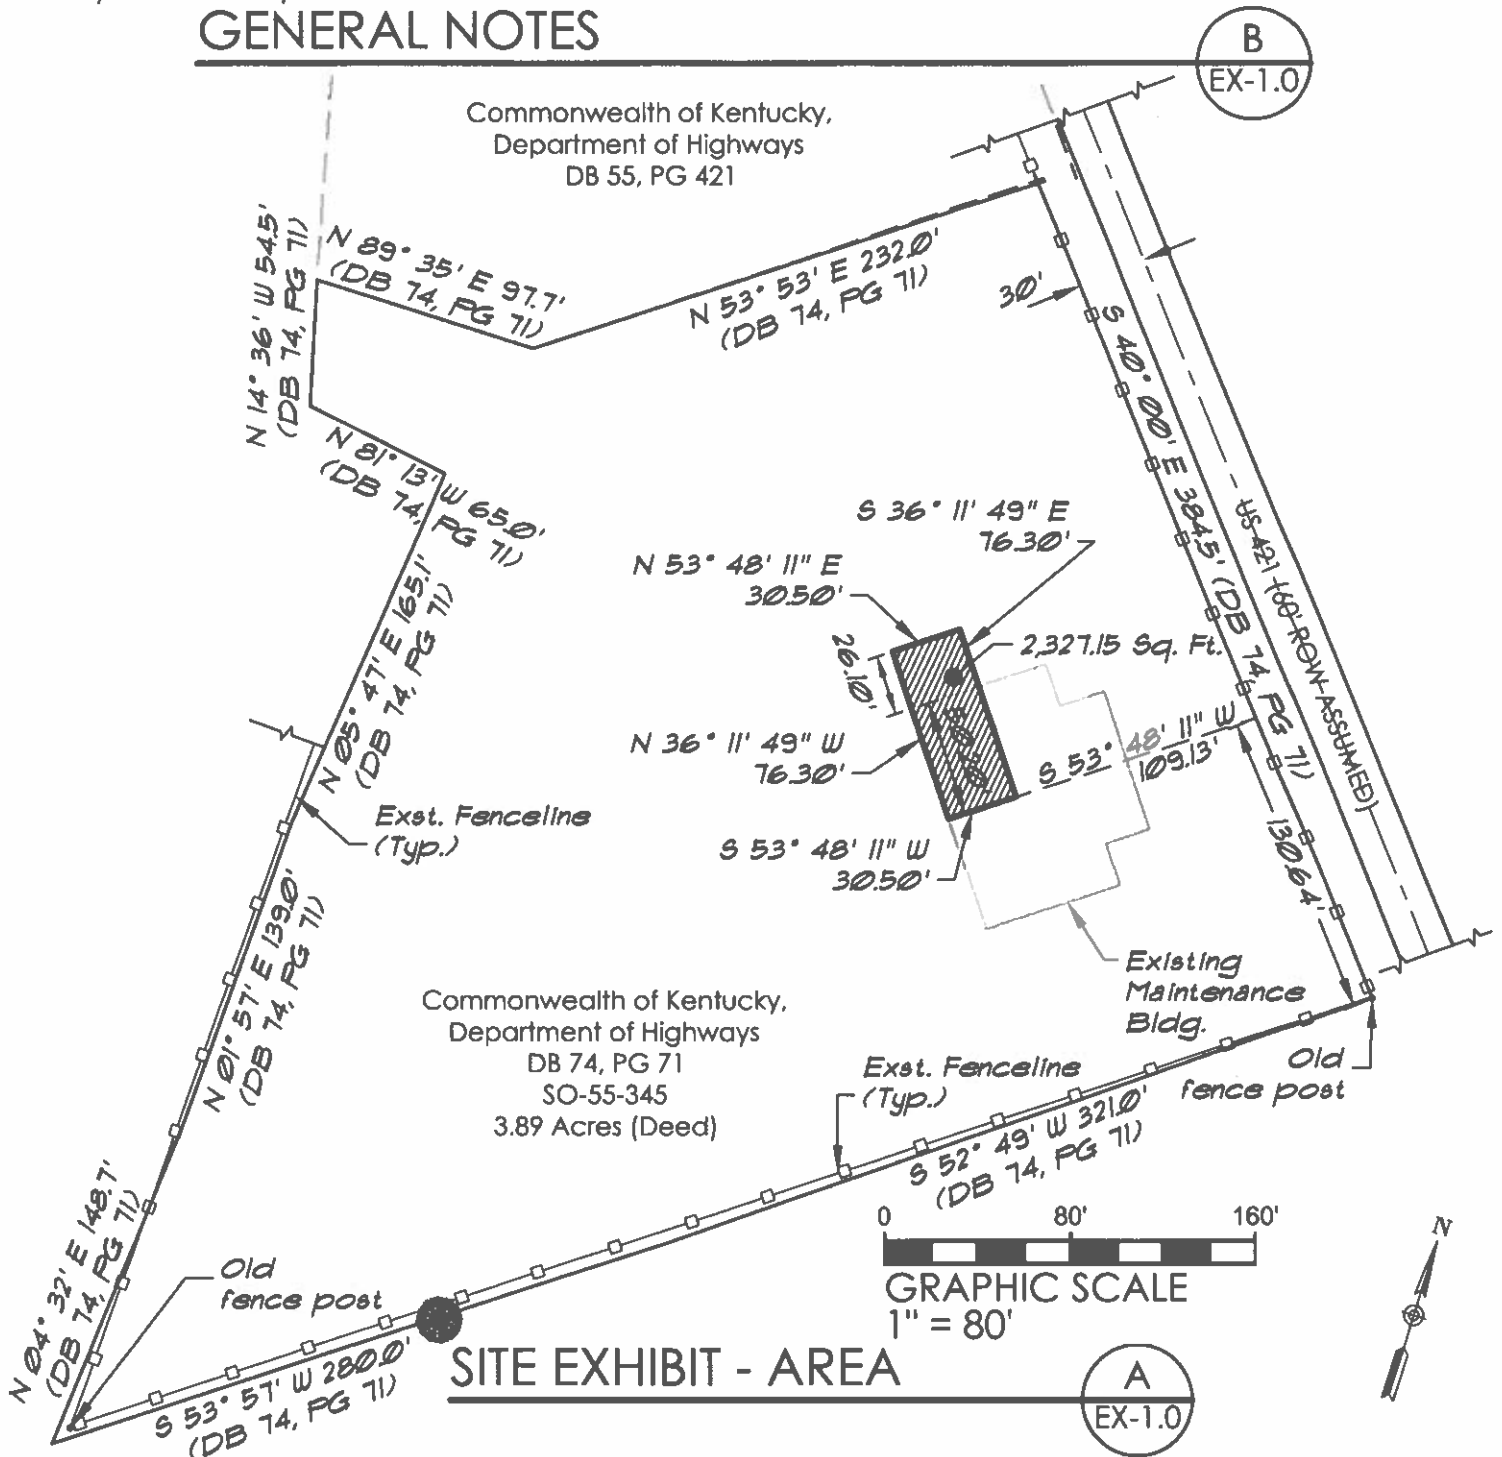 GENERAL NOTES
B
EX-1.0
Commonwealth of Kentucky,
Department of Highways
DB 55, PG 421
N 14° 36' W 54.5'
(DB 74, PG 71)
N 89° 35' E 97.7'
(DB 74, PG 71)
N 53° 53' E 232.0'
(DB 74, PG 71)
30'
S 40° 00' E 384.5' (DB 74, PG 71)
US 421 (60' ROW ASSUMED)
N 81° 13' W 65.0'
(DB 74, PG 71)
S 36° 11' 49" E
76.30'
N 53° 48' 11" E
30.50'
N 05° 47' E 165.1'
(DB 74, PG 71)
26.10'
2,327.15 Sq. Ft.
N 36° 11' 49" W
76.30'
S 53° 48' 11" W
109.13'
Exst. Fenceline
(Typ.)
S 53° 48' 11" W
30.50'
130.64'
N 01° 57' E 139.0'
(DB 74, PG 71)
Existing
Maintenance
Bldg.
Commonwealth of Kentucky,
Department of Highways
DB 74, PG 71
SO-55-345
3.89 Acres (Deed)
Exst. Fenceline
(Typ.)
Old
fence post
S 52° 49' W 321.0'
(DB 74, PG 71)
N 04° 32' E 148.7'
(DB 74, PG 71)
Old
fence post
0 80' 160'
GRAPHIC SCALE
1" = 80'
N
S 53° 57' W 280.0'
(DB 74, PG 71)
SITE EXHIBIT - AREA
A
EX-1.0